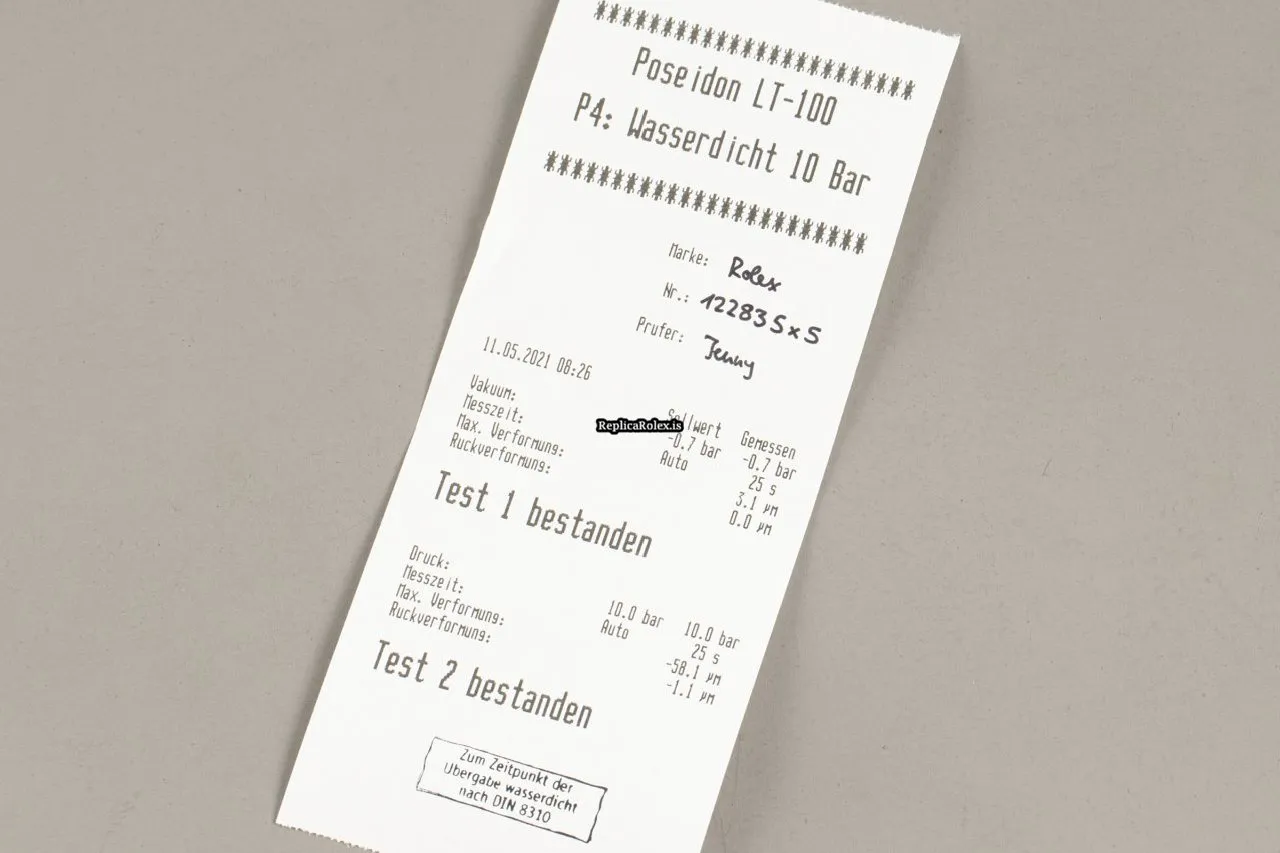 ************************
Poseidon LT-100
P4: Wasserdicht 10 Bar
************************
Marke: Rolex
Nr.: 122835x5
Prufer: Jenny
11.05.2021 08:26
Sollwert Gemessen
Vakuum: -0.7 bar -0.7 bar
Messzeit: Auto 25 s
Max. Verformung: 3.1 µm
Ruckverformung: 0.0 µm
Test 1 bestanden
Druck: 10.0 bar 10.0 bar
Messzeit: Auto 25 s
Max. Verformung: -58.1 µm
Ruckverformung: -1.1 µm
Test 2 bestanden
Zum Zeitpunkt der
Übergabe wasserdicht
nach DIN 8310
ReplicaRolex.is